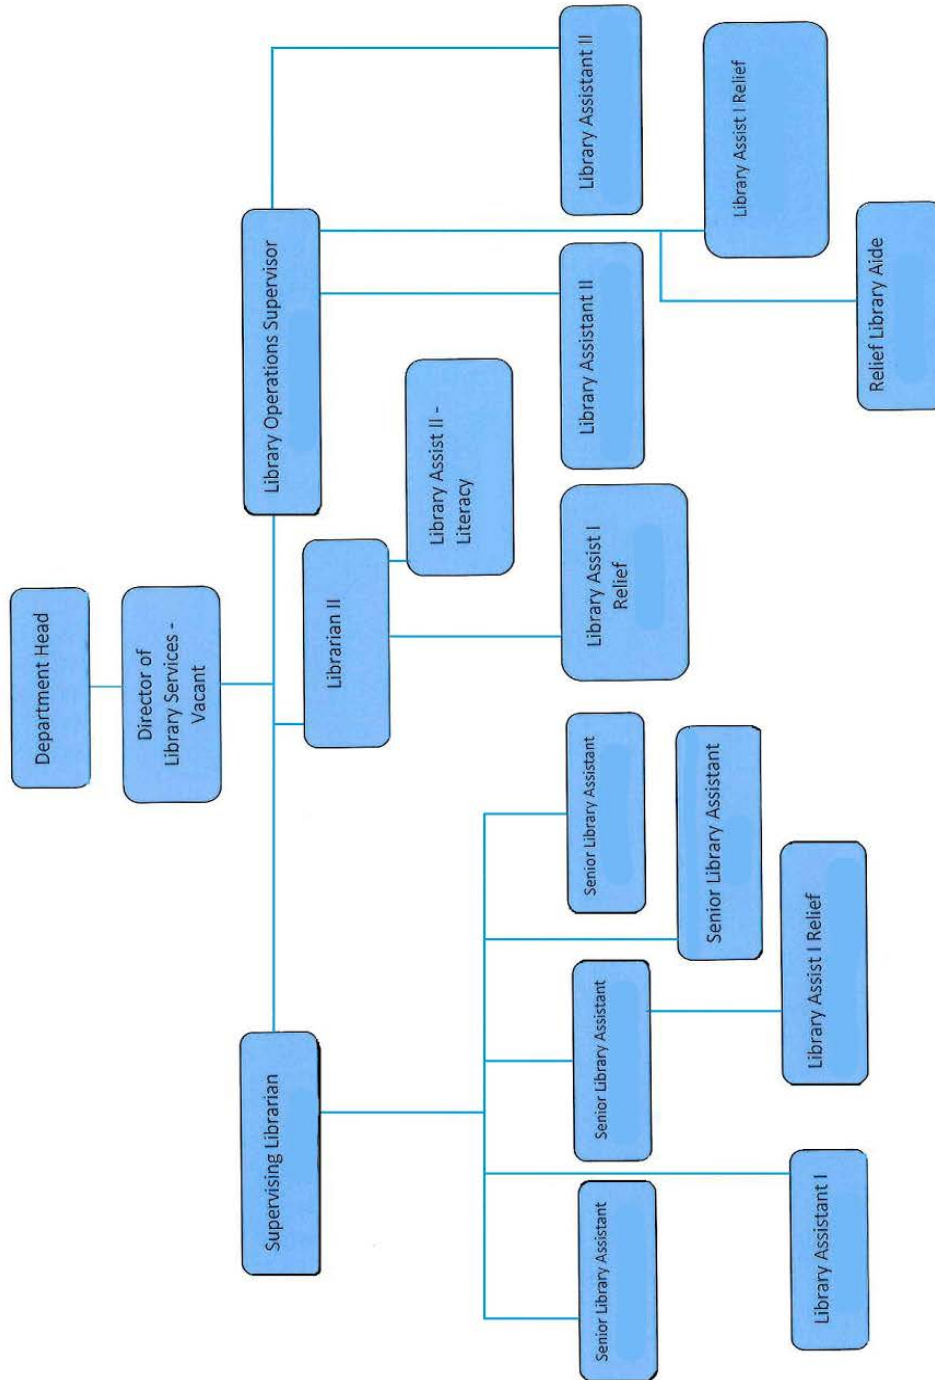 Department Head
Director of
Library Services -
Vacant
Supervising Librarian
Librarian II
Library Operations Supervisor
Library Assist II -
Literacy
Senior Library Assistant
Senior Library Assistant
Senior Library Assistant
Library Assist I
Relief
Library Assistant II
Library Assistant II
Senior Library Assistant
Library Assist I Relief
Library Assistant I
Library Assist I Relief
Relief Library Aide